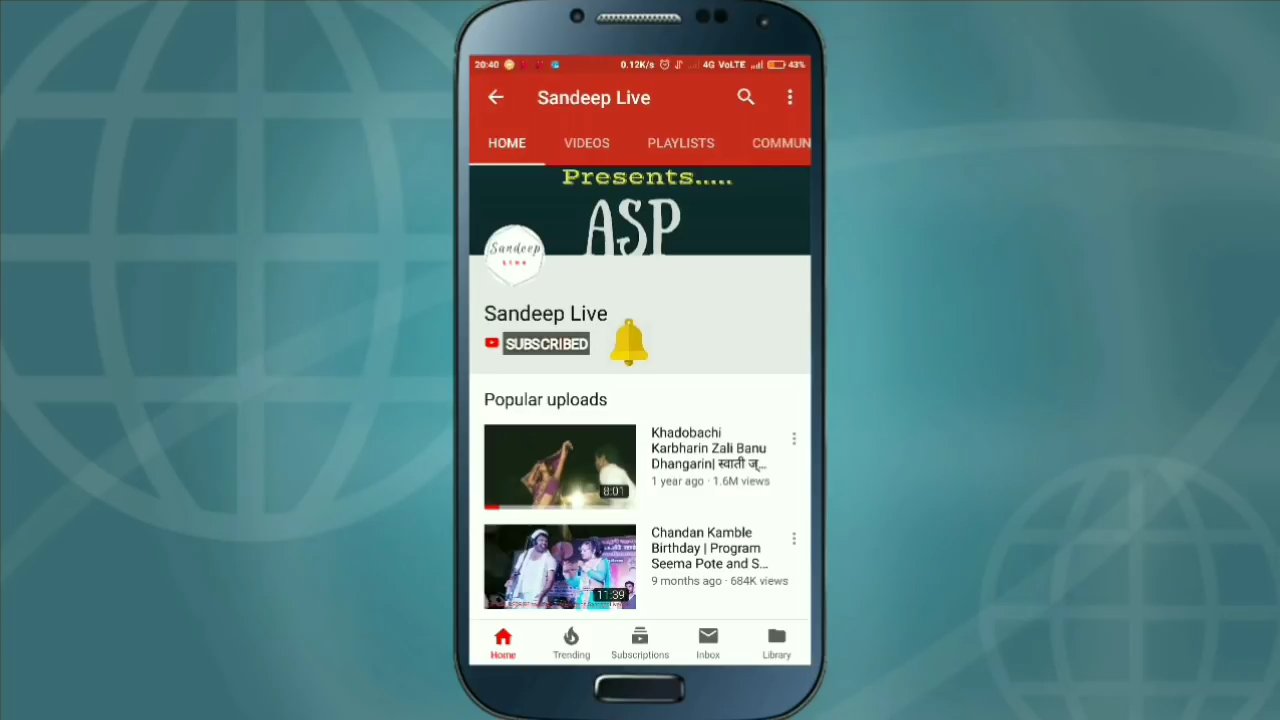 20:40 0.12K/s 4G VoLTE 43%
Sandeep Live
HOME VIDEOS PLAYLISTS COMMUN
Presents.....
ASP
Sandeep
LIVE
Sandeep Live
SUBSCRIBED
Popular uploads
Khadobachi
Karbharin Zali Banu
Dhangarin| स्वाती ज्...
1 year ago · 1.6M views
8:01
Chandan Kamble
Birthday | Program
Seema Pote and S...
9 months ago · 684K views
11:39
Home Trending Subscriptions Inbox Library